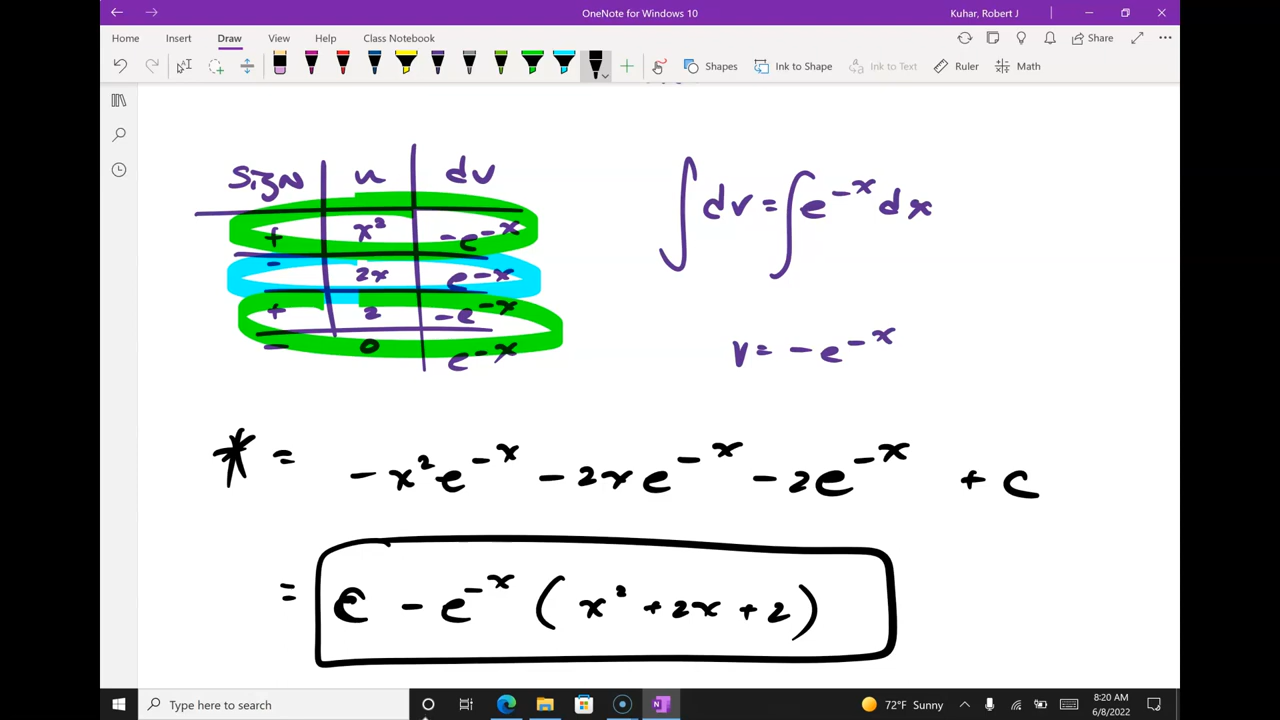 OneNote for Windows 10
Kuhar, Robert J
Home Insert Draw View Help Class Notebook
Share
Shapes Ink to Shape Ink to Text Ruler Math
sign u dv
+ x² -e^-x
- 2x e^-x
+ 2 -e^-x
- 0 e^-x
∫ dv = ∫ e^-x dx
v = -e^-x
* = -x² e^-x - 2x e^-x - 2e^-x + c
= c - e^-x ( x² + 2x + 2 )
Type here to search
72°F Sunny
8:20 AM
6/8/2022